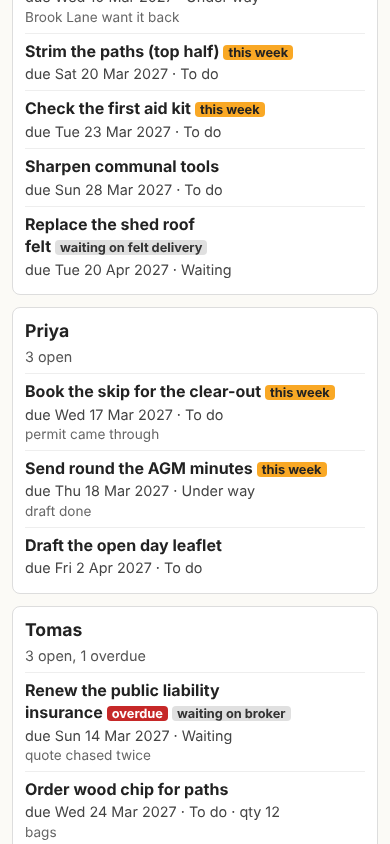 Brook Lane want it back
Strim the paths (top half) this week
due Sat 20 Mar 2027 · To do
Check the first aid kit this week
due Tue 23 Mar 2027 · To do
Sharpen communal tools
due Sun 28 Mar 2027 · To do
Replace the shed roof
felt waiting on felt delivery
due Tue 20 Apr 2027 · Waiting
Priya
3 open
Book the skip for the clear-out this week
due Wed 17 Mar 2027 · To do
permit came through
Send round the AGM minutes this week
due Thu 18 Mar 2027 · Under way
draft done
Draft the open day leaflet
due Fri 2 Apr 2027 · To do
Tomas
3 open, 1 overdue
Renew the public liability
insurance overdue waiting on broker
due Sun 14 Mar 2027 · Waiting
quote chased twice
Order wood chip for paths
due Wed 24 Mar 2027 · To do · qty 12
bags